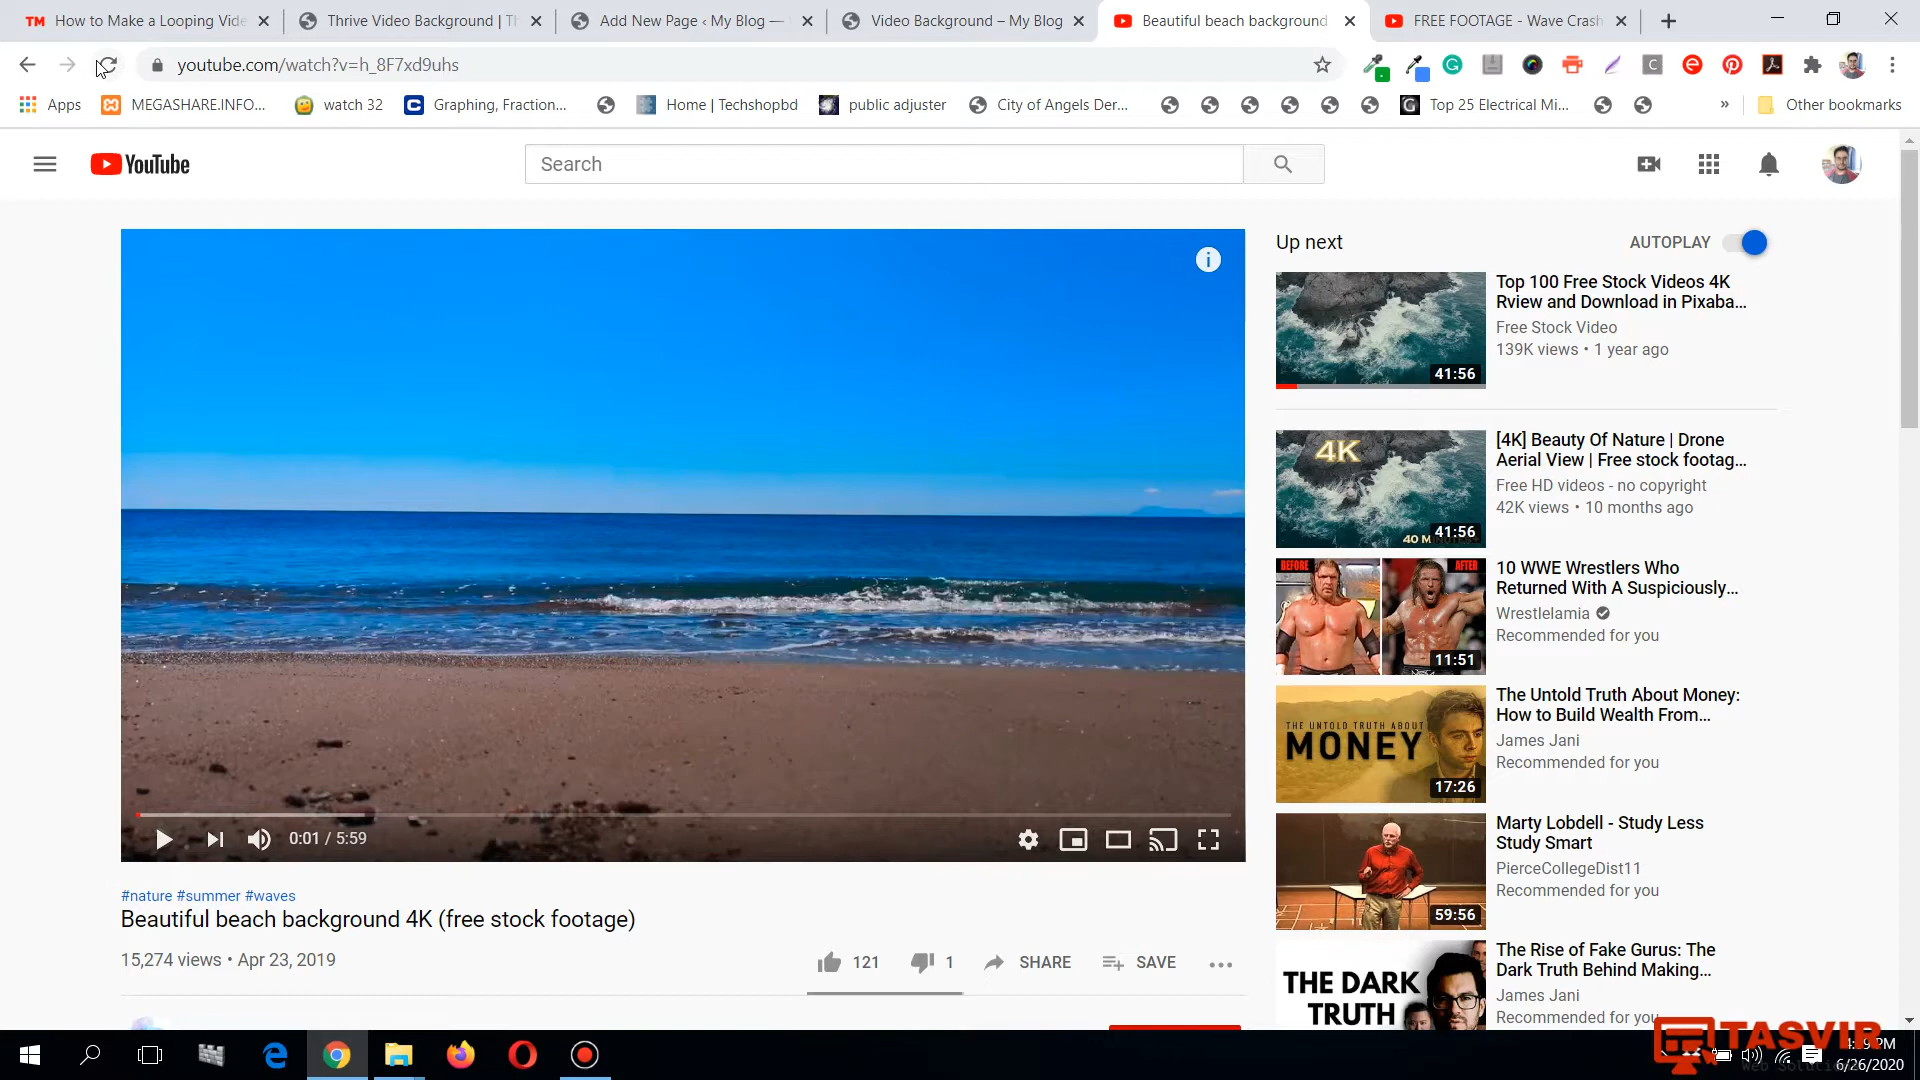 How to Make a Looping Vide
Thrive Video Background | Th
Add New Page ‹ My Blog —
Video Background – My Blog
Beautiful beach background
FREE FOOTAGE - Wave Crash
youtube.com/watch?v=h_8F7xd9uhs
Apps
MEGASHARE.INFO...
watch 32
Graphing, Fraction...
Home | Techshopbd
public adjuster
City of Angels Der...
Top 25 Electrical Mi...
»
Other bookmarks
YouTube
Search
Up next
AUTOPLAY
41:56
Top 100 Free Stock Videos 4K
Rview and Download in Pixaba...
Free Stock Video
139K views • 1 year ago
4K
41:56
[4K] Beauty Of Nature | Drone
Aerial View | Free stock footag...
Free HD videos - no copyright
42K views • 10 months ago
BEFORE
AFTER
11:51
10 WWE Wrestlers Who
Returned With A Suspiciously...
Wrestlelamia
Recommended for you
THE UNTOLD TRUTH ABOUT
MONEY
17:26
The Untold Truth About Money:
How to Build Wealth From...
James Jani
Recommended for you
59:56
Marty Lobdell - Study Less
Study Smart
PierceCollegeDist11
Recommended for you
THE DARK
TRUTH
The Rise of Fake Gurus: The
Dark Truth Behind Making...
James Jani
Recommended for you
0:01 / 5:59
#nature #summer #waves
Beautiful beach background 4K (free stock footage)
15,274 views • Apr 23, 2019
121
1
SHARE
SAVE
TASVIR
6/26/2020